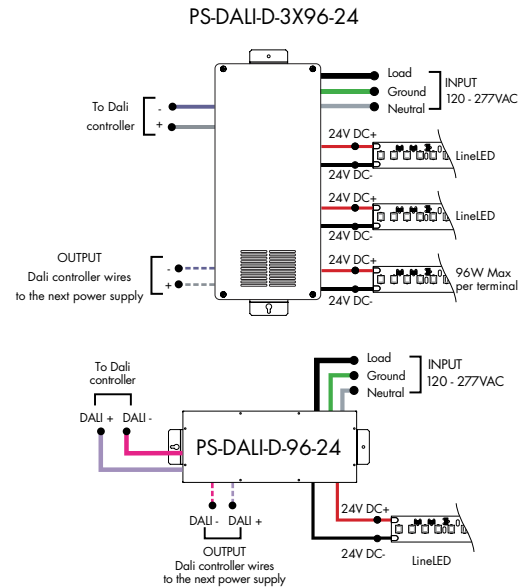 PS-DALI-D-3X96-24
Load
Ground
Neutral
INPUT
120 - 277VAC
To Dali
controller
-
+
24V DC+
24V DC-
LineLED
24V DC+
24V DC-
LineLED
OUTPUT
Dali controller wires
to the next power supply
-
+
24V DC+
24V DC-
96W Max
per terminal
To Dali
controller
DALI + DALI -
Load
Ground
Neutral
INPUT
120 - 277VAC
PS-DALI-D-96-24
DALI - DALI +
OUTPUT
Dali controller wires
to the next power supply
24V DC+
24V DC-
LineLED